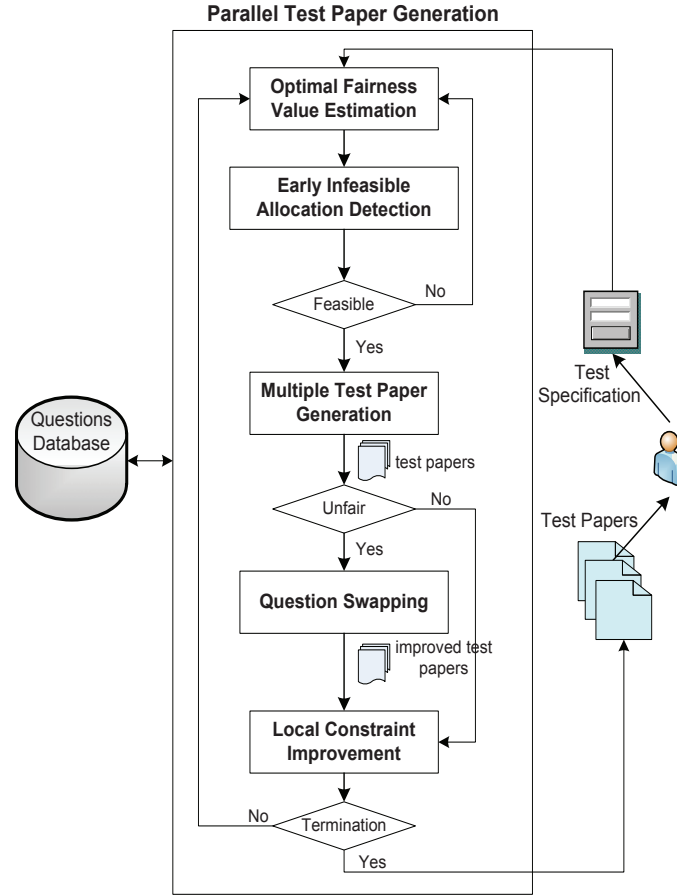 Parallel Test Paper Generation
Optimal Fairness
Value Estimation
Early Infeasible
Allocation Detection
Feasible
No
Yes
Test
Specification
Multiple Test Paper
Generation
Questions
Database
test papers
Unfair
No
Test Papers
Yes
Question Swapping
improved test
papers
Local Constraint
Improvement
No
Termination
Yes